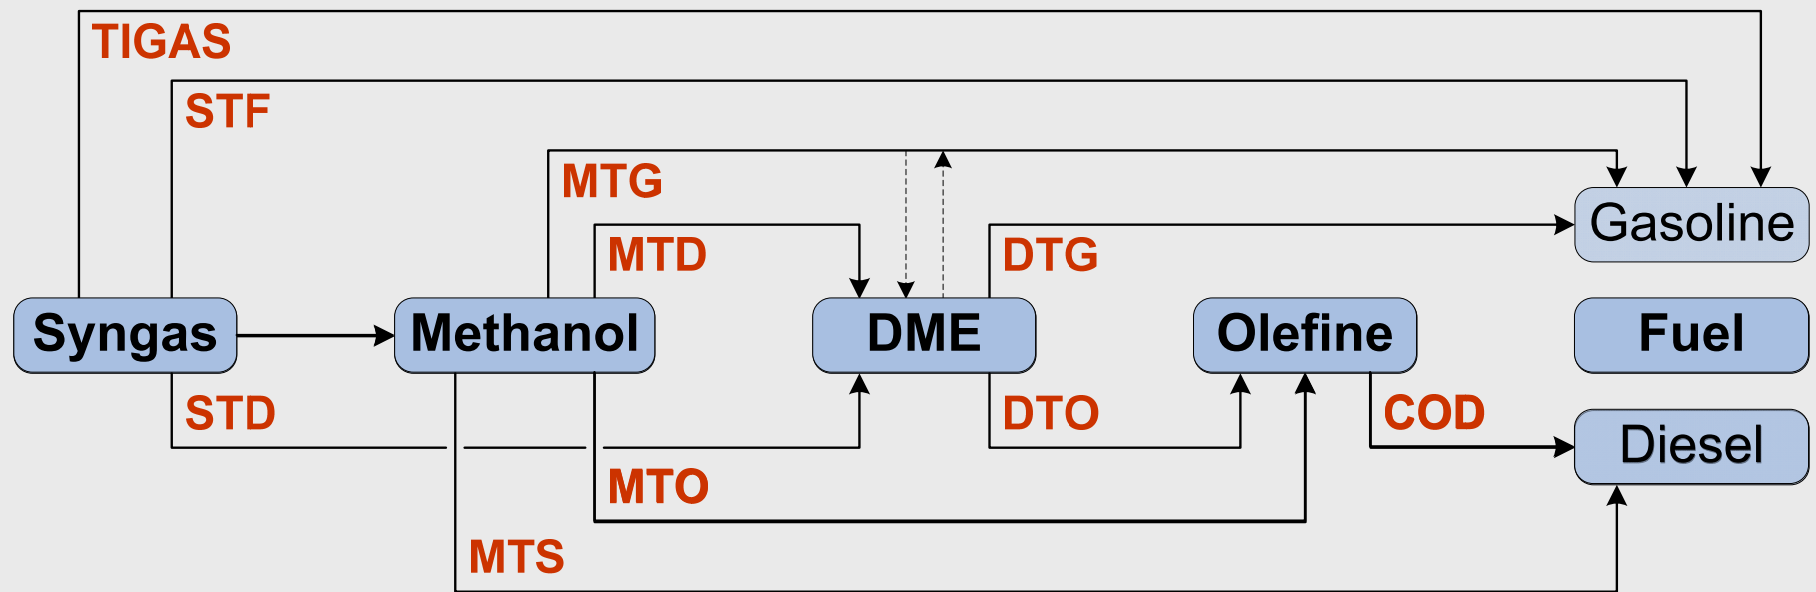 TIGAS
STF
MTG
MTD
DTG
Gasoline
Syngas
Methanol
DME
Olefine
Fuel
STD
DTO
COD
Diesel
MTO
MTS